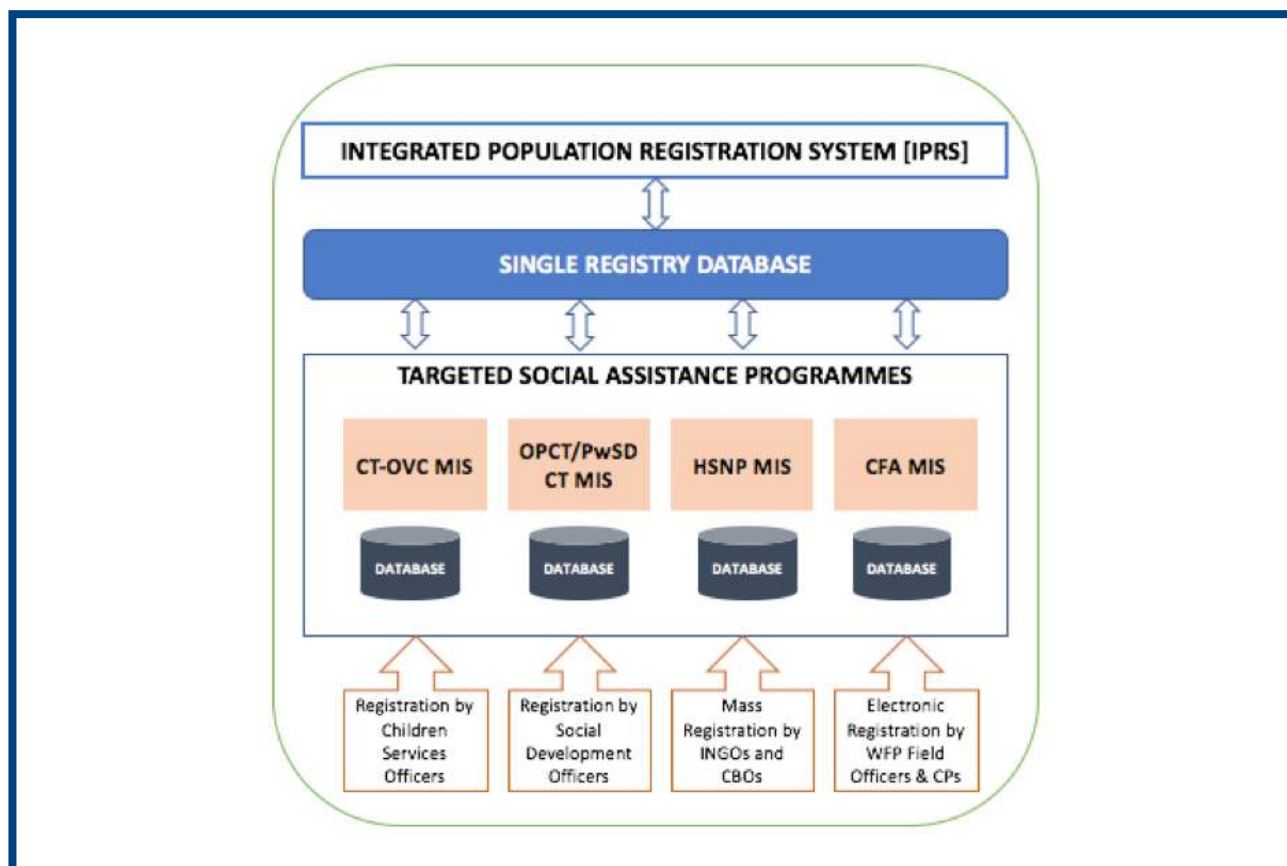 INTEGRATED POPULATION REGISTRATION SYSTEM [IPRS]
SINGLE REGISTRY DATABASE
TARGETED SOCIAL ASSISTANCE PROGRAMMES
CT-OVC MIS
OPCT/PwSD
CT MIS
HSNP MIS
CFA MIS
DATABASE
DATABASE
DATABASE
DATABASE
Registration by
Children
Services
Officers
Registration by
Social
Development
Officers
Mass
Registration by
INGOs and
CBOs
Electronic
Registration by
WFP Field
Officers & CPs